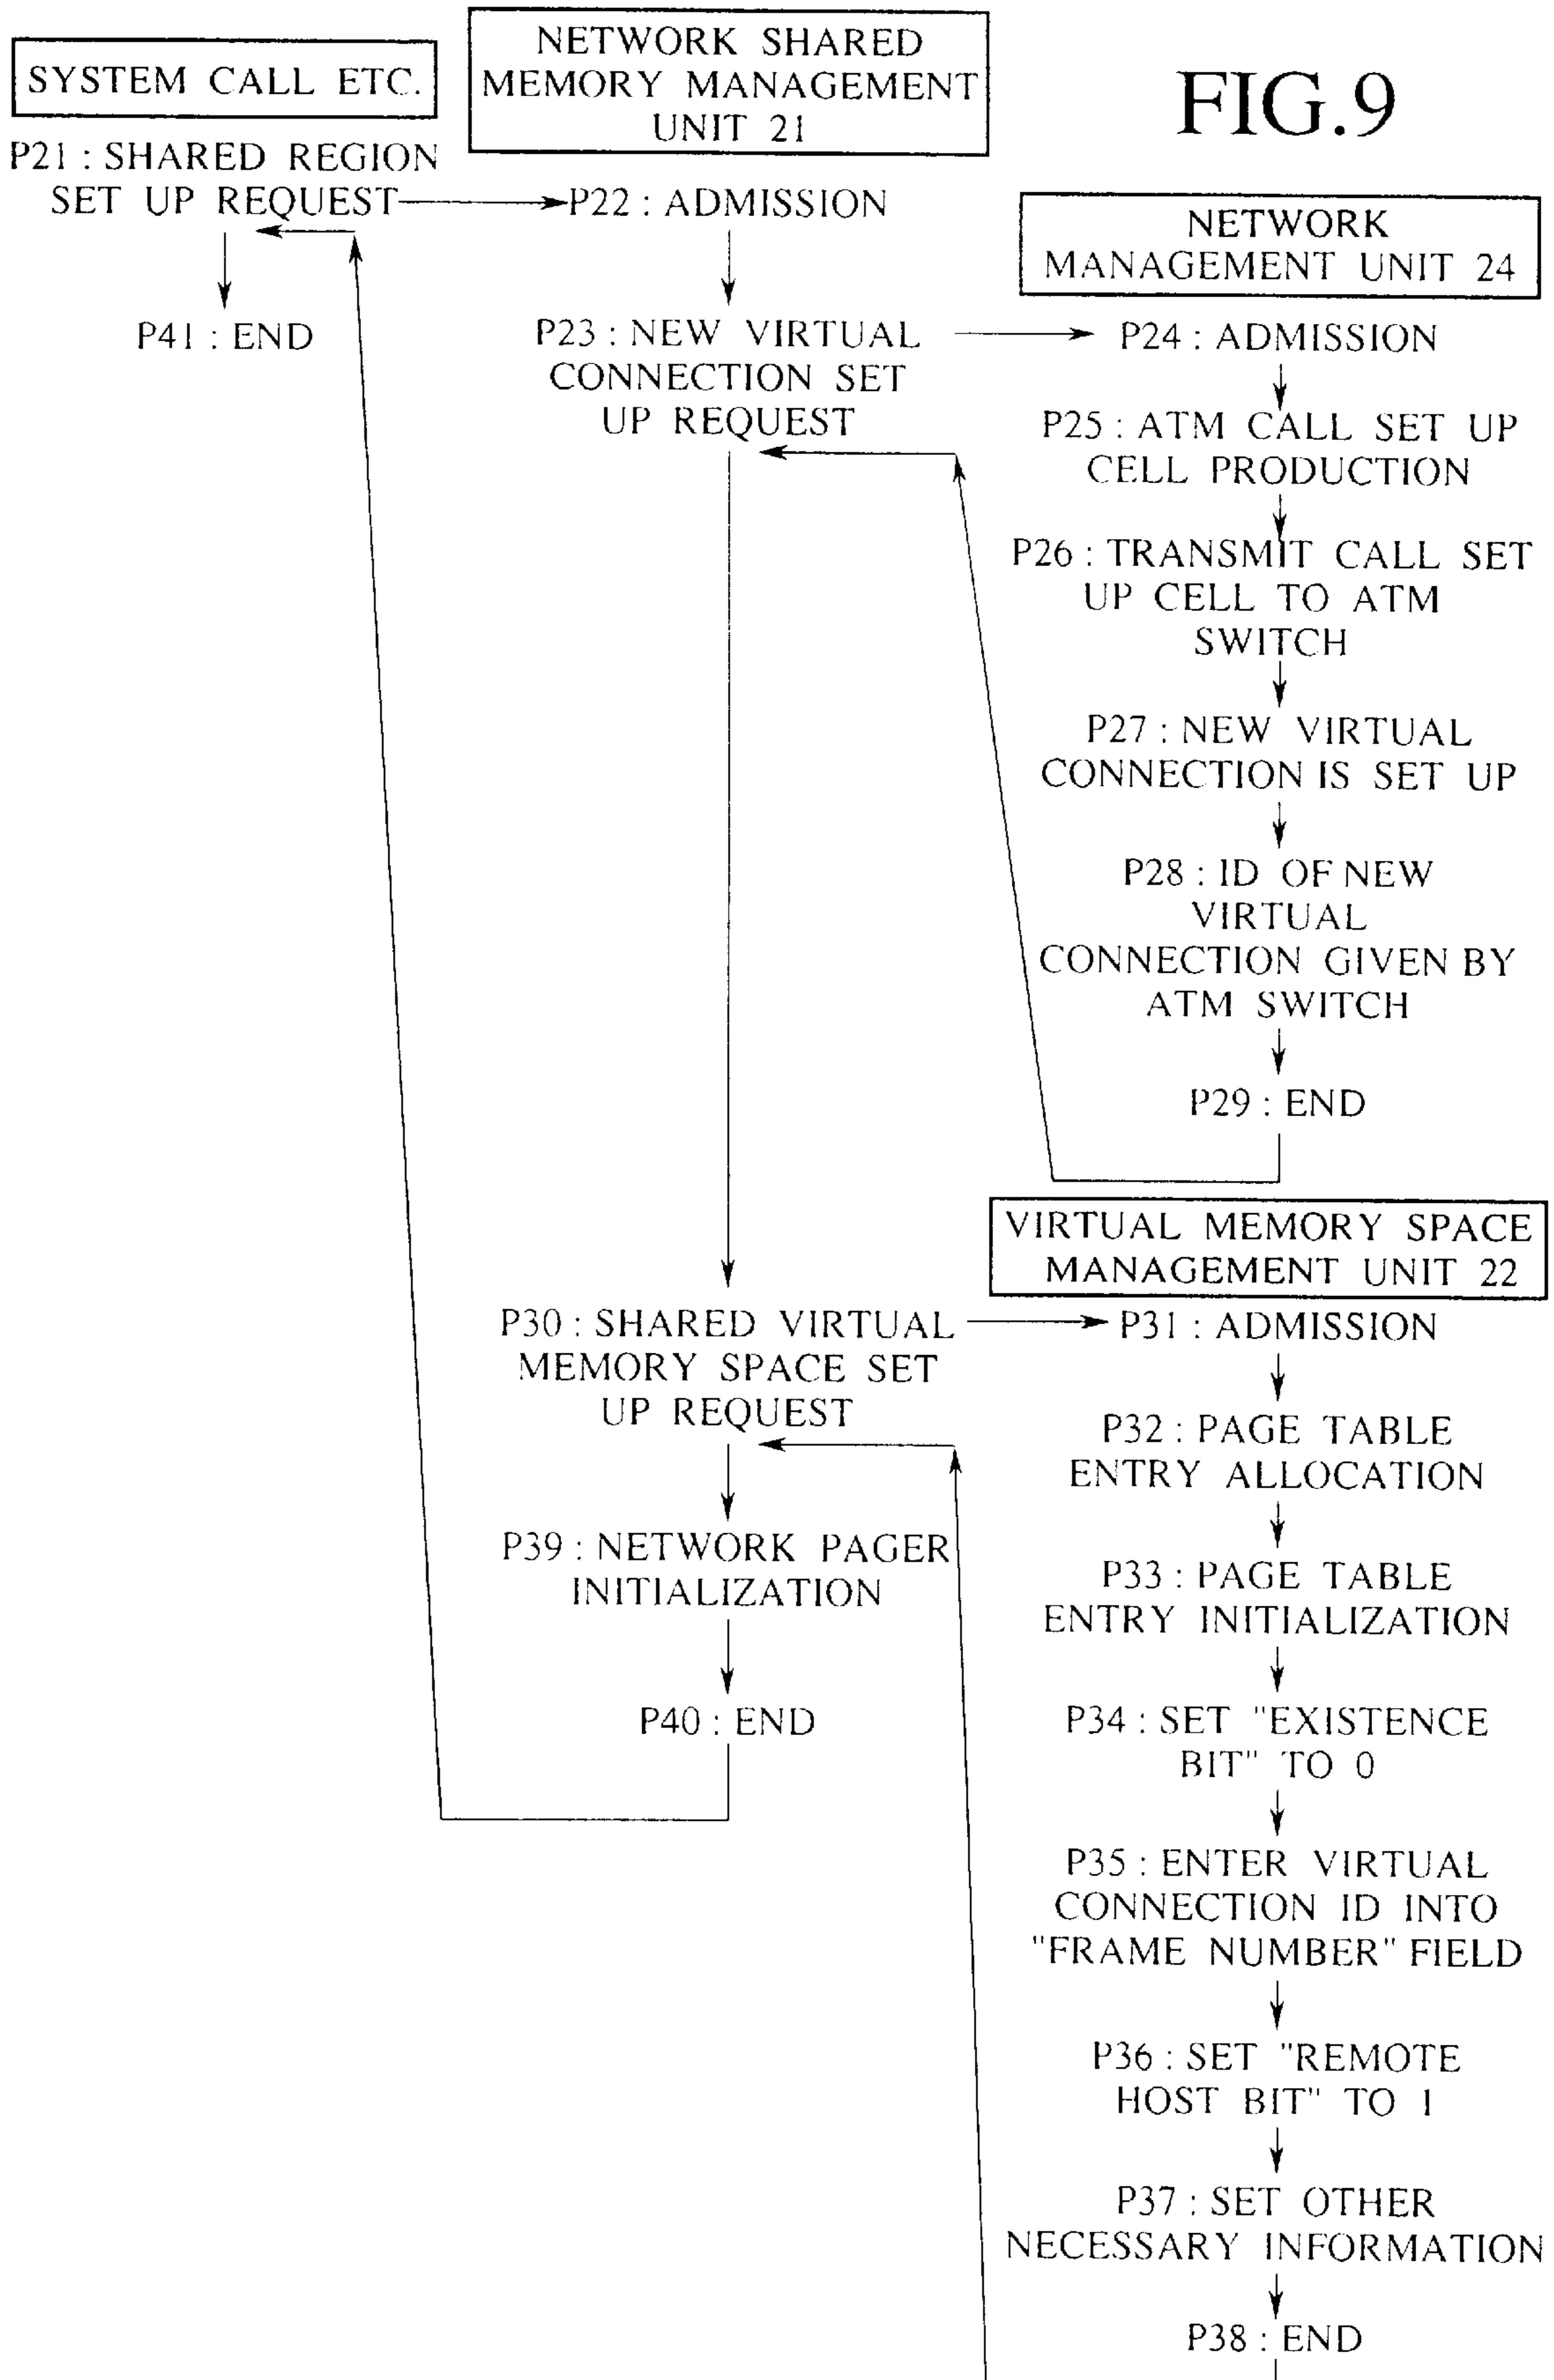 SYSTEM CALL ETC.
P21 : SHARED REGION
SET UP REQUEST
P41 : END
NETWORK SHARED
MEMORY MANAGEMENT
UNIT 21
P22 : ADMISSION
P23 : NEW VIRTUAL
CONNECTION SET
UP REQUEST
P30 : SHARED VIRTUAL
MEMORY SPACE SET
UP REQUEST
P39 : NETWORK PAGER
INITIALIZATION
P40 : END
FIG.9
NETWORK
MANAGEMENT UNIT 24
P24 : ADMISSION
P25 : ATM CALL SET UP
CELL PRODUCTION
P26 : TRANSMIT CALL SET
UP CELL TO ATM
SWITCH
P27 : NEW VIRTUAL
CONNECTION IS SET UP
P28 : ID OF NEW
VIRTUAL
CONNECTION GIVEN BY
ATM SWITCH
P29 : END
VIRTUAL MEMORY SPACE
MANAGEMENT UNIT 22
P31 : ADMISSION
P32 : PAGE TABLE
ENTRY ALLOCATION
P33 : PAGE TABLE
ENTRY INITIALIZATION
P34 : SET "EXISTENCE
BIT" TO 0
P35 : ENTER VIRTUAL
CONNECTION ID INTO
"FRAME NUMBER" FIELD
P36 : SET "REMOTE
HOST BIT" TO 1
P37 : SET OTHER
NECESSARY INFORMATION
P38 : END